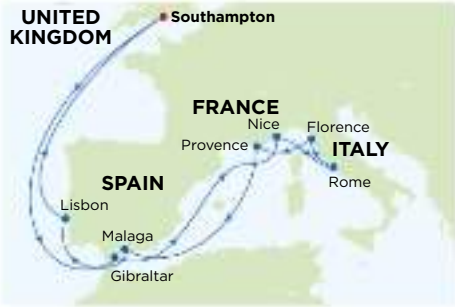 UNITED
KINGDOM
Southampton
FRANCE
Nice
Florence
Provence
ITALY
Rome
SPAIN
Lisbon
Malaga
Gibraltar